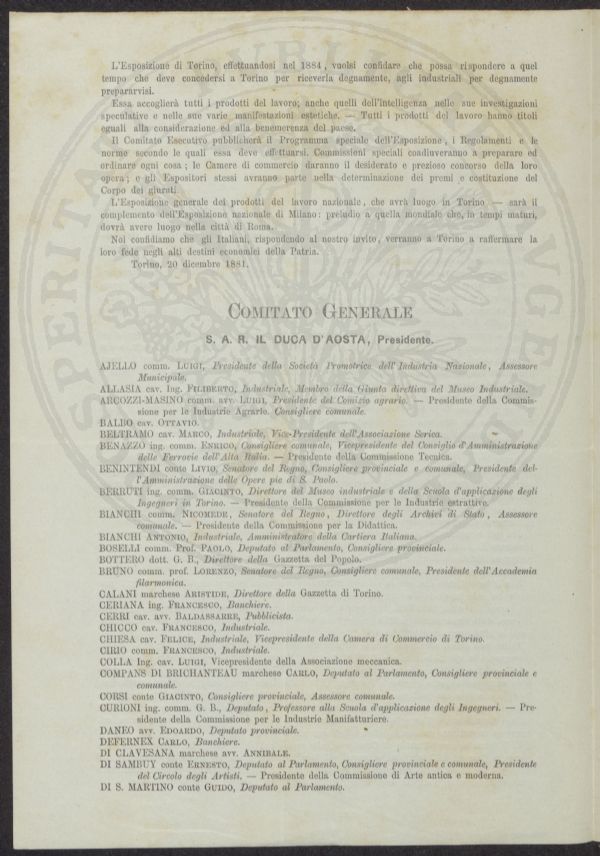 L'Esposizione di Torino, effettuandosi nel 1884, vuolsi confidare che possa rispondere a quel
tempo che deve concedersi a Torino per riceverla degnamente, agli industriali per degnamente
prepararvisi.
Essa accoglierà tutti i prodotti del lavoro; anche quelli dell'intelligenza nelle sue investigazioni
speculative e nelle sue varie manifestazioni estetiche. — Tutti i prodotti del lavoro hanno titoli
eguali alla considerazione ed alla benemerenza del paese.
Il Comitato Esecutivo pubblicherà il Programma speciale dell'Esposizione, i Regolamenti e le
norme secondo le quali essa deve effettuarsi. Commissioni speciali coadiuveranno a preparare ed
ordinare ogni cosa; le Camere di commercio daranno il desiderato e prezioso concorso della loro
opera; e gli Espositori stessi avranno parte nella determinazione dei premi e costituzione del
Corpo dei giurati.
L'Esposizione generale dei prodotti del lavoro nazionale, che avrà luogo in Torino — sarà il
complemento dell'Esposizione nazionale di Milano: preludio a quella mondiale che, in tempi maturi,
dovrà avere luogo nella città di Roma.
Noi confidiamo che gli Italiani, rispondendo al nostro invito, verranno a Torino a raffermare la
loro fede negli alti destini economici della Patria.
Torino, 20 dicembre 1881.
COMITATO GENERALE
S. A. R. IL DUCA D'AOSTA, Presidente.
AJELLO comm. LUIGI, Presidente della Società Promotrice dell'Industria Nazionale, Assessore
Municipale.
ALLASIA cav. Ing. FILIBERTO, Industriale, Membro della Giunta direttiva del Museo Industriale.
ARCOZZI-MASINO comm. avv. LUIGI, Presidente del Comizio agrario. — Presidente della Commis-
sione per le Industrie Agrarie. Consigliere comunale.
BALBO cav. OTTAVIO.
BELTRAMO cav. MARCO, Industriale, Vice-Presidente dell'Associazione Serica.
BENAZZO ing. comm. ENRICO, Consigliere comunale, Vicepresidente del Consiglio d'Amministrazione
delle Ferrovie dell'Alta Italia. — Presidente della Commissione Tecnica.
BENINTENDI conte LIVIO, Senatore del Regno, Consigliere provinciale e comunale, Presidente del-
l'Amministrazione delle Opere pie di S. Paolo.
BERRUTI ing. comm. GIACINTO, Direttore del Museo industriale e della Scuola d'applicazione degli
Ingegneri in Torino. — Presidente della Commissione per le Industrie estrattive.
BIANCHI comm. NICOMEDE, Senatore del Regno, Direttore degli Archivi di Stato, Assessore
comunale. — Presidente della Commissione per la Didattica.
BIANCHI ANTONIO, Industriale, Amministratore della Cartiera Italiana.
BOSELLI comm. Prof. PAOLO, Deputato al Parlamento, Consigliere provinciale.
BOTTERO dott. G. B., Direttore della Gazzetta del Popolo.
BRUNO comm. prof. LORENZO, Senatore del Regno, Consigliere comunale, Presidente dell'Accademia
filarmonica.
CALANI marchese ARISTIDE, Direttore della Gazzetta di Torino.
CERIANA ing. FRANCESCO, Banchiere.
CERRI cav. avv. BALDASSARRE, Pubblicista.
CHICCO cav. FRANCESCO, Industriale.
CHIESA cav. FELICE, Industriale, Vicepresidente della Camera di Commercio di Torino.
CIRIO comm. FRANCESCO, Industriale.
COLLA Ing. cav. LUIGI, Vicepresidente della Associazione meccanica.
COMPANS DI BRICHANTEAU marchese CARLO, Deputato al Parlamento, Consigliere provinciale e
comunale.
CORSI conte GIACINTO, Consigliere provinciale, Assessore comunale.
CURIONI ing. comm. G. B., Deputato, Professore alla Scuola d'applicazione degli Ingegneri. — Pre-
sidente della Commissione per le Industrie Manifatturiere.
DANEO avv. EDOARDO, Deputato provinciale.
DEFERNEX CARLO, Banchiere.
DI CLAVESANA marchese avv. ANNIBALE.
DI SAMBUY conte ERNESTO, Deputato al Parlamento, Consigliere provinciale e comunale, Presidente
del Circolo degli Artisti. — Presidente della Commissione di Arte antica e moderna.
DI S. MARTINO conte GUIDO, Deputato al Parlamento.